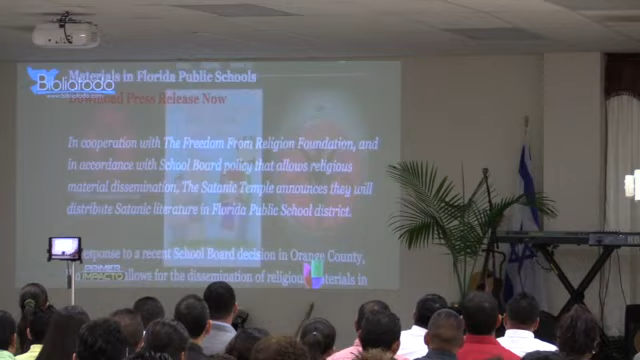 Materials in Florida Public Schools
Bibliatodo
Download Press Release Now
In cooperation with The Freedom From Religion Foundation, and
in accordance with School Board policy that allows religious
material dissemination, The Satanic Temple announces they will
distribute Satanic literature in Florida Public School district.
response to a recent School Board decision in Orange County,
PRIMER
IMPACTO
allows for the dissemination of religious materials in